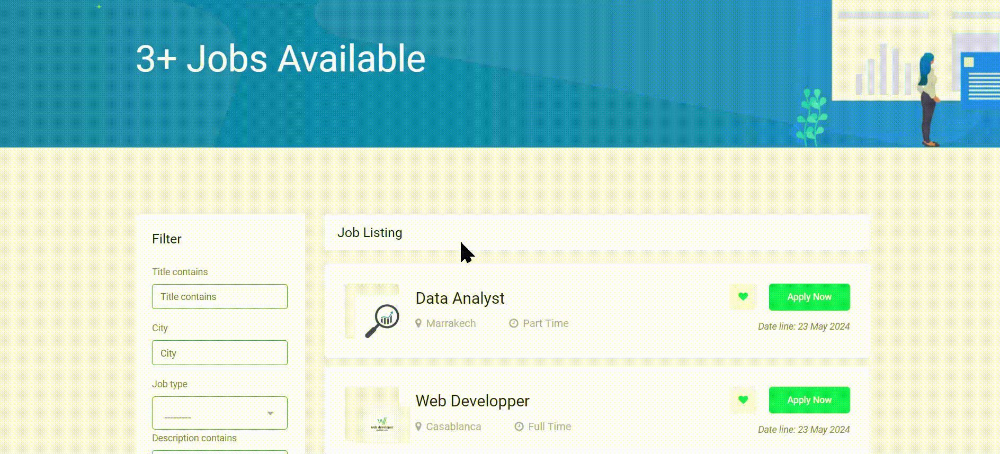 3+ Jobs Available
Filter
Title contains
Title contains
City
City
Job type
---------
Description contains
Job Listing
Data Analyst
Marrakech
Part Time
Apply Now
Date line: 23 May 2024
Web Developper
Casablanca
Full Time
Apply Now
Date line: 23 May 2024
web developer